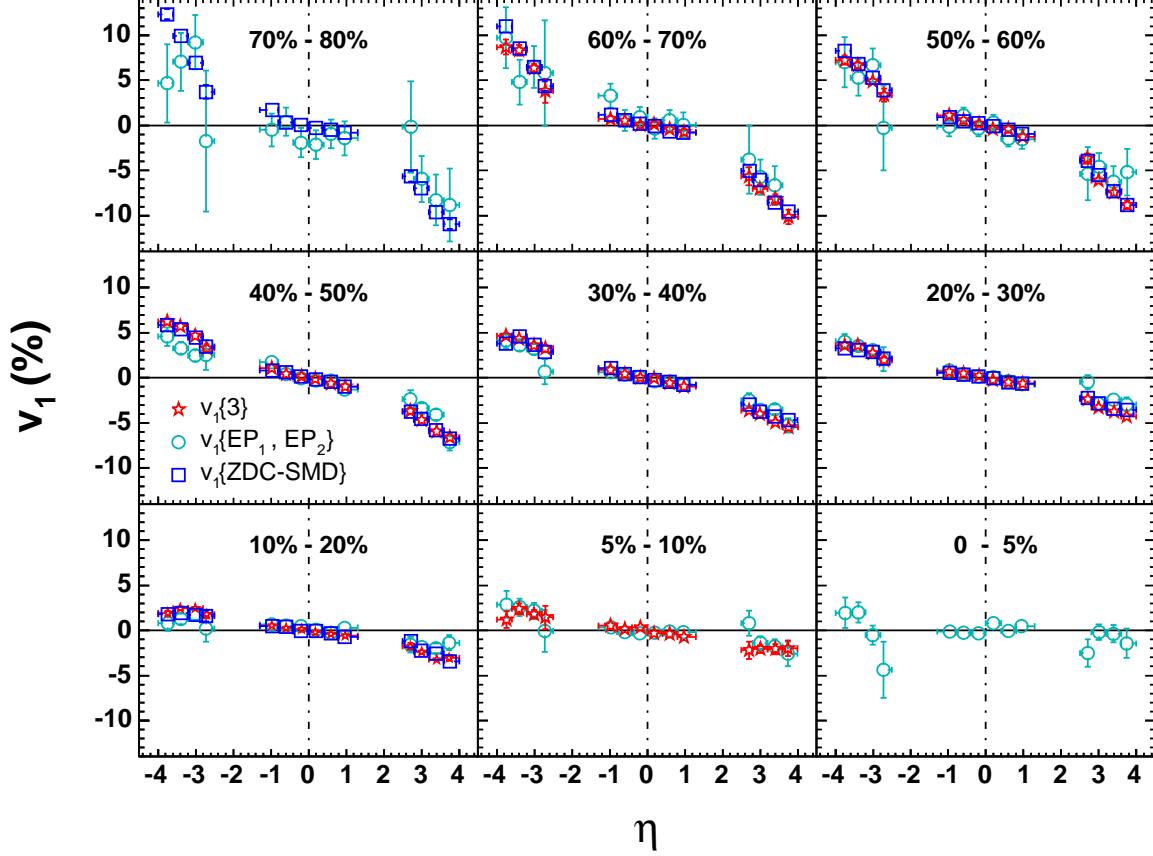 70% - 80%
60% - 70%
50% - 60%
10
5
0
-5
-10
40% - 50%
30% - 40%
20% - 30%
10
5
0
-5
-10
v₁ (%)
v₁{3}
v₁{EP₁ , EP₂}
v₁{ZDC-SMD}
10% - 20%
5% - 10%
0 - 5%
10
5
0
-5
-10
-4 -3 -2 -1 0 1 2 3 4
-4 -3 -2 -1 0 1 2 3 4
-4 -3 -2 -1 0 1 2 3 4
η